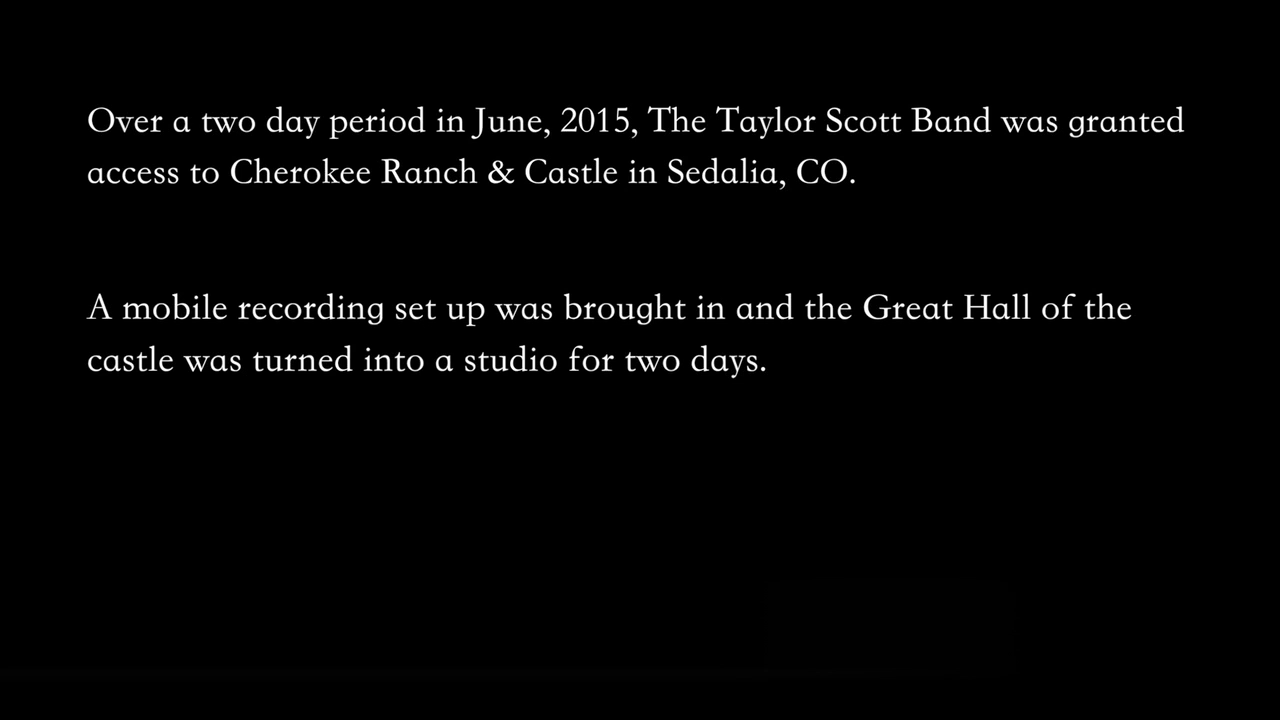 Over a two day period in June, 2015, The Taylor Scott Band was granted
access to Cherokee Ranch & Castle in Sedalia, CO.
A mobile recording set up was brought in and the Great Hall of the
castle was turned into a studio for two days.